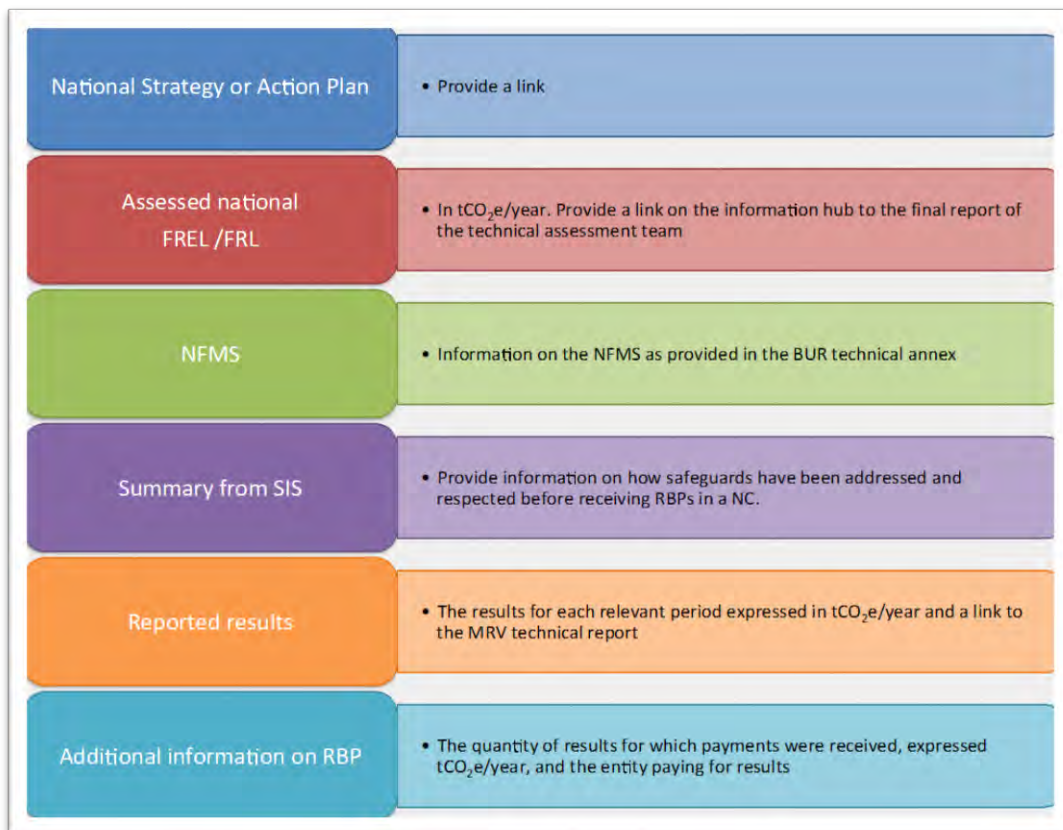 National Strategy or Action Plan
• Provide a link
Assessed national
FREL /FRL
• In tCO₂e/year. Provide a link on the information hub to the final report of
the technical assessment team
NFMS
• Information on the NFMS as provided in the BUR technical annex
Summary from SIS
• Provide information on how safeguards have been addressed and
respected before receiving RBPs in a NC.
Reported results
• The results for each relevant period expressed in tCO₂e/year and a link to
the MRV technical report
Additional information on RBP
• The quantity of results for which payments were received, expressed
tCO₂e/year, and the entity paying for results